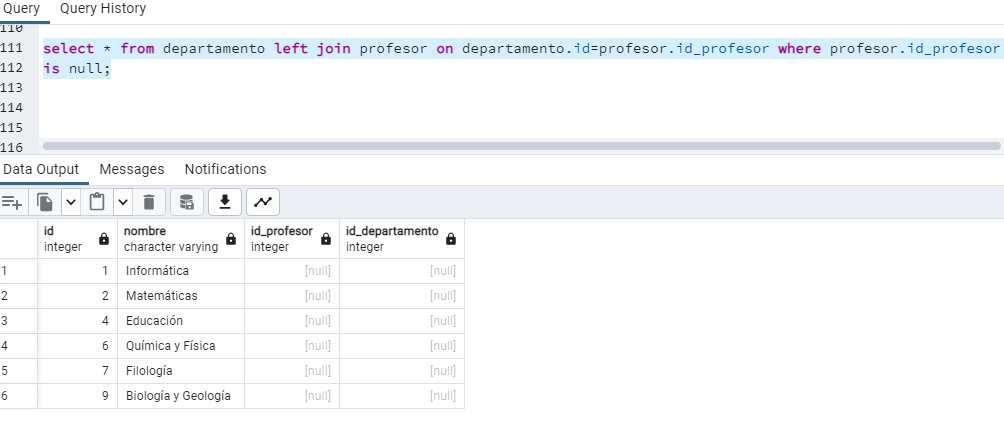 Query Query History
110
111 select * from departamento left join profesor on departamento.id=profesor.id_profesor where profesor.id_profesor
112 is null;
113
114
115
116
Data Output Messages Notifications
id nombre id_profesor id_departamento
integer character varying integer integer
1 1 Informática [null] [null]
2 2 Matemáticas [null] [null]
3 4 Educación [null] [null]
4 6 Química y Física [null] [null]
5 7 Filología [null] [null]
6 9 Biología y Geología [null] [null]